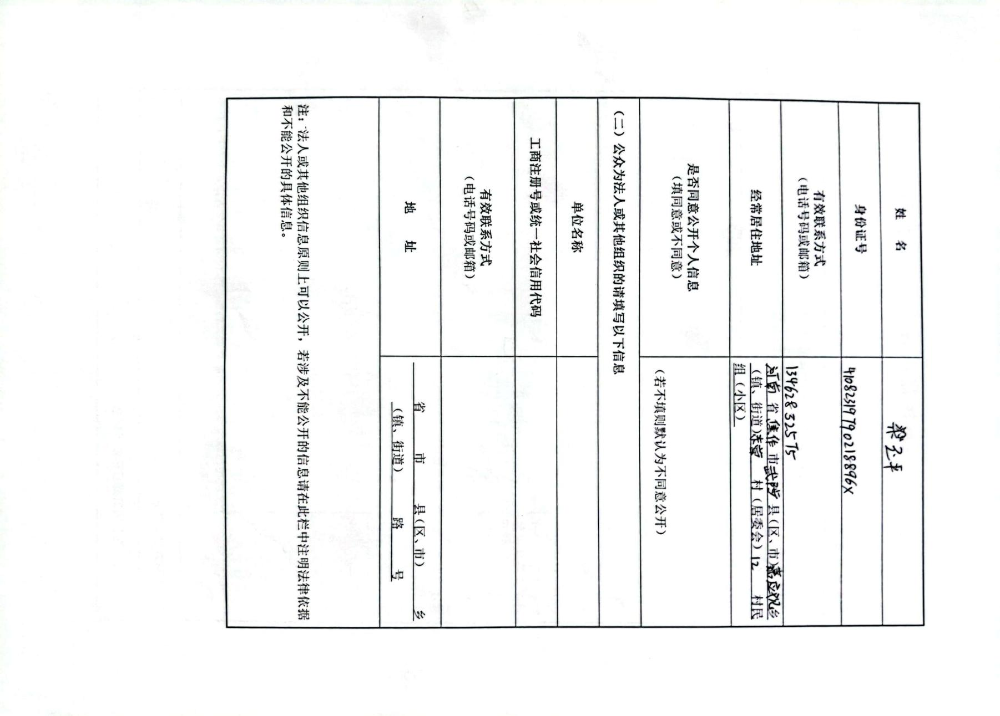 姓 名
梁小平
身份证号
41082319790218896X
有效联系方式
(电话号码或邮箱)
13462832575
经常居住地址
河南 省 焦作 市 武陟 县(区、市)嘉应观乡
(镇、街道) 村(居委会)12 村民
组(小区)
是否同意公开个人信息
(填同意或不同意)
(若不填则默认为不同意公开)
(二)公众为法人或其他组织的请填写以下信息
单位名称
工商注册号或统一社会信用代码
有效联系方式
(电话号码或邮箱)
地 址
省 市 县(区、市) 乡
(镇、街道) 路 号
注:法人或其他组织信息原则上可以公开,若涉及不能公开的信息请在此栏中注明法律依据
和不能公开的具体信息。